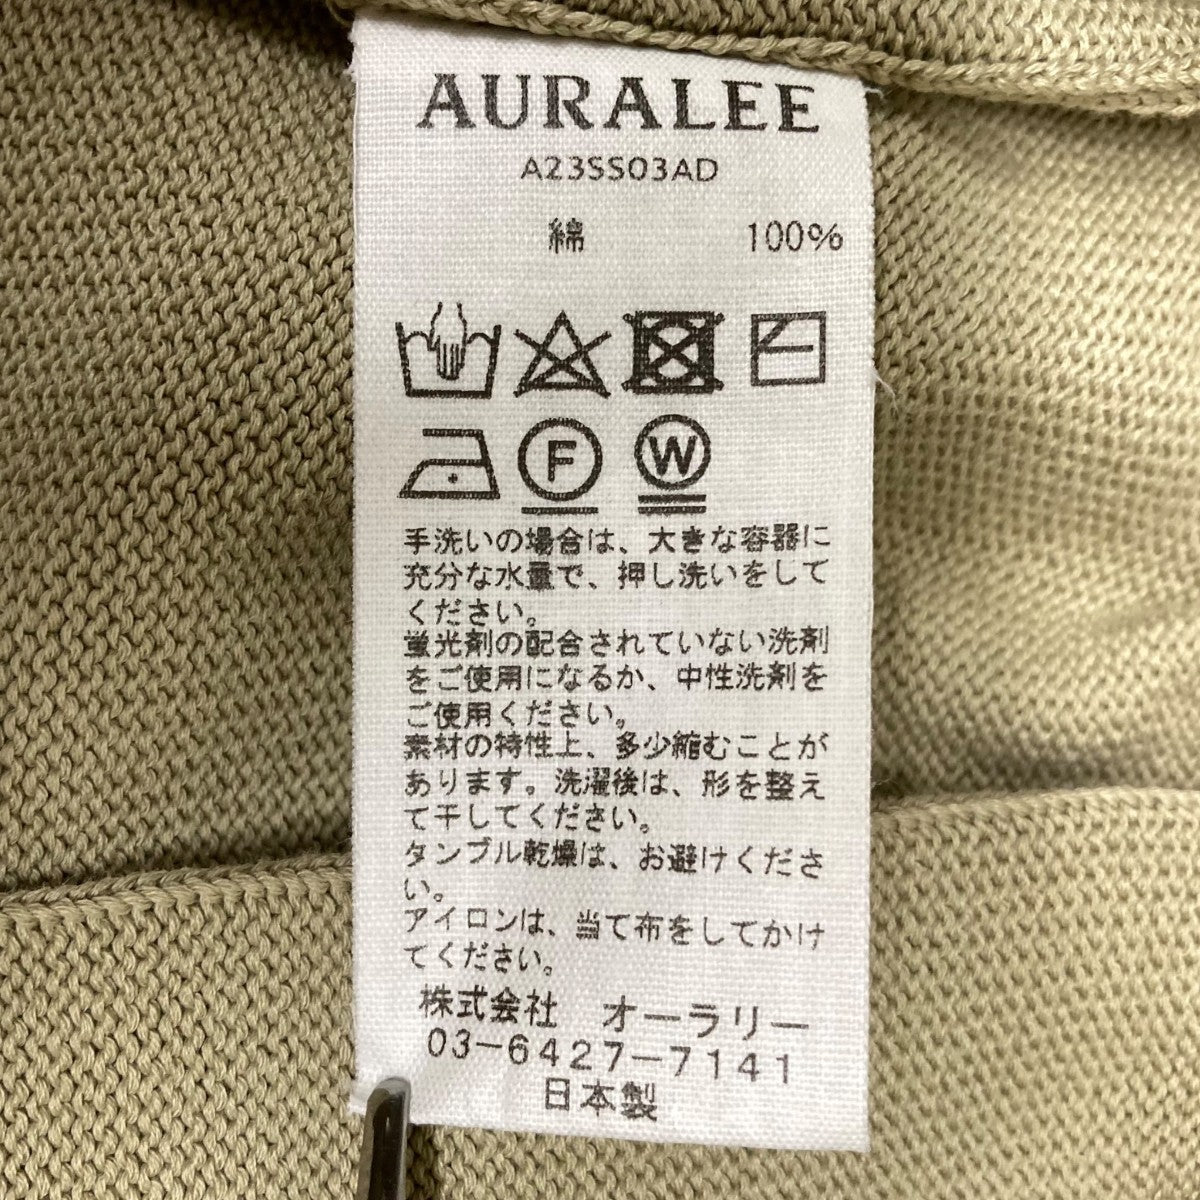 AURALEE
A23SS03AD
綿 100%
F W
手洗いの場合は、大きな容器に
充分な水量で、押し洗いをして
ください。
蛍光剤の配合されていない洗剤
をご使用になるか、中性洗剤を
ご使用ください。
素材の特性上、多少縮むことが
あります。洗濯後は、形を整え
て干してください。
タンブル乾燥は、お避けくださ
い。
アイロンは、当て布をしてかけ
てください。
株式会社 オーラリー
03-6427-7141
日本製